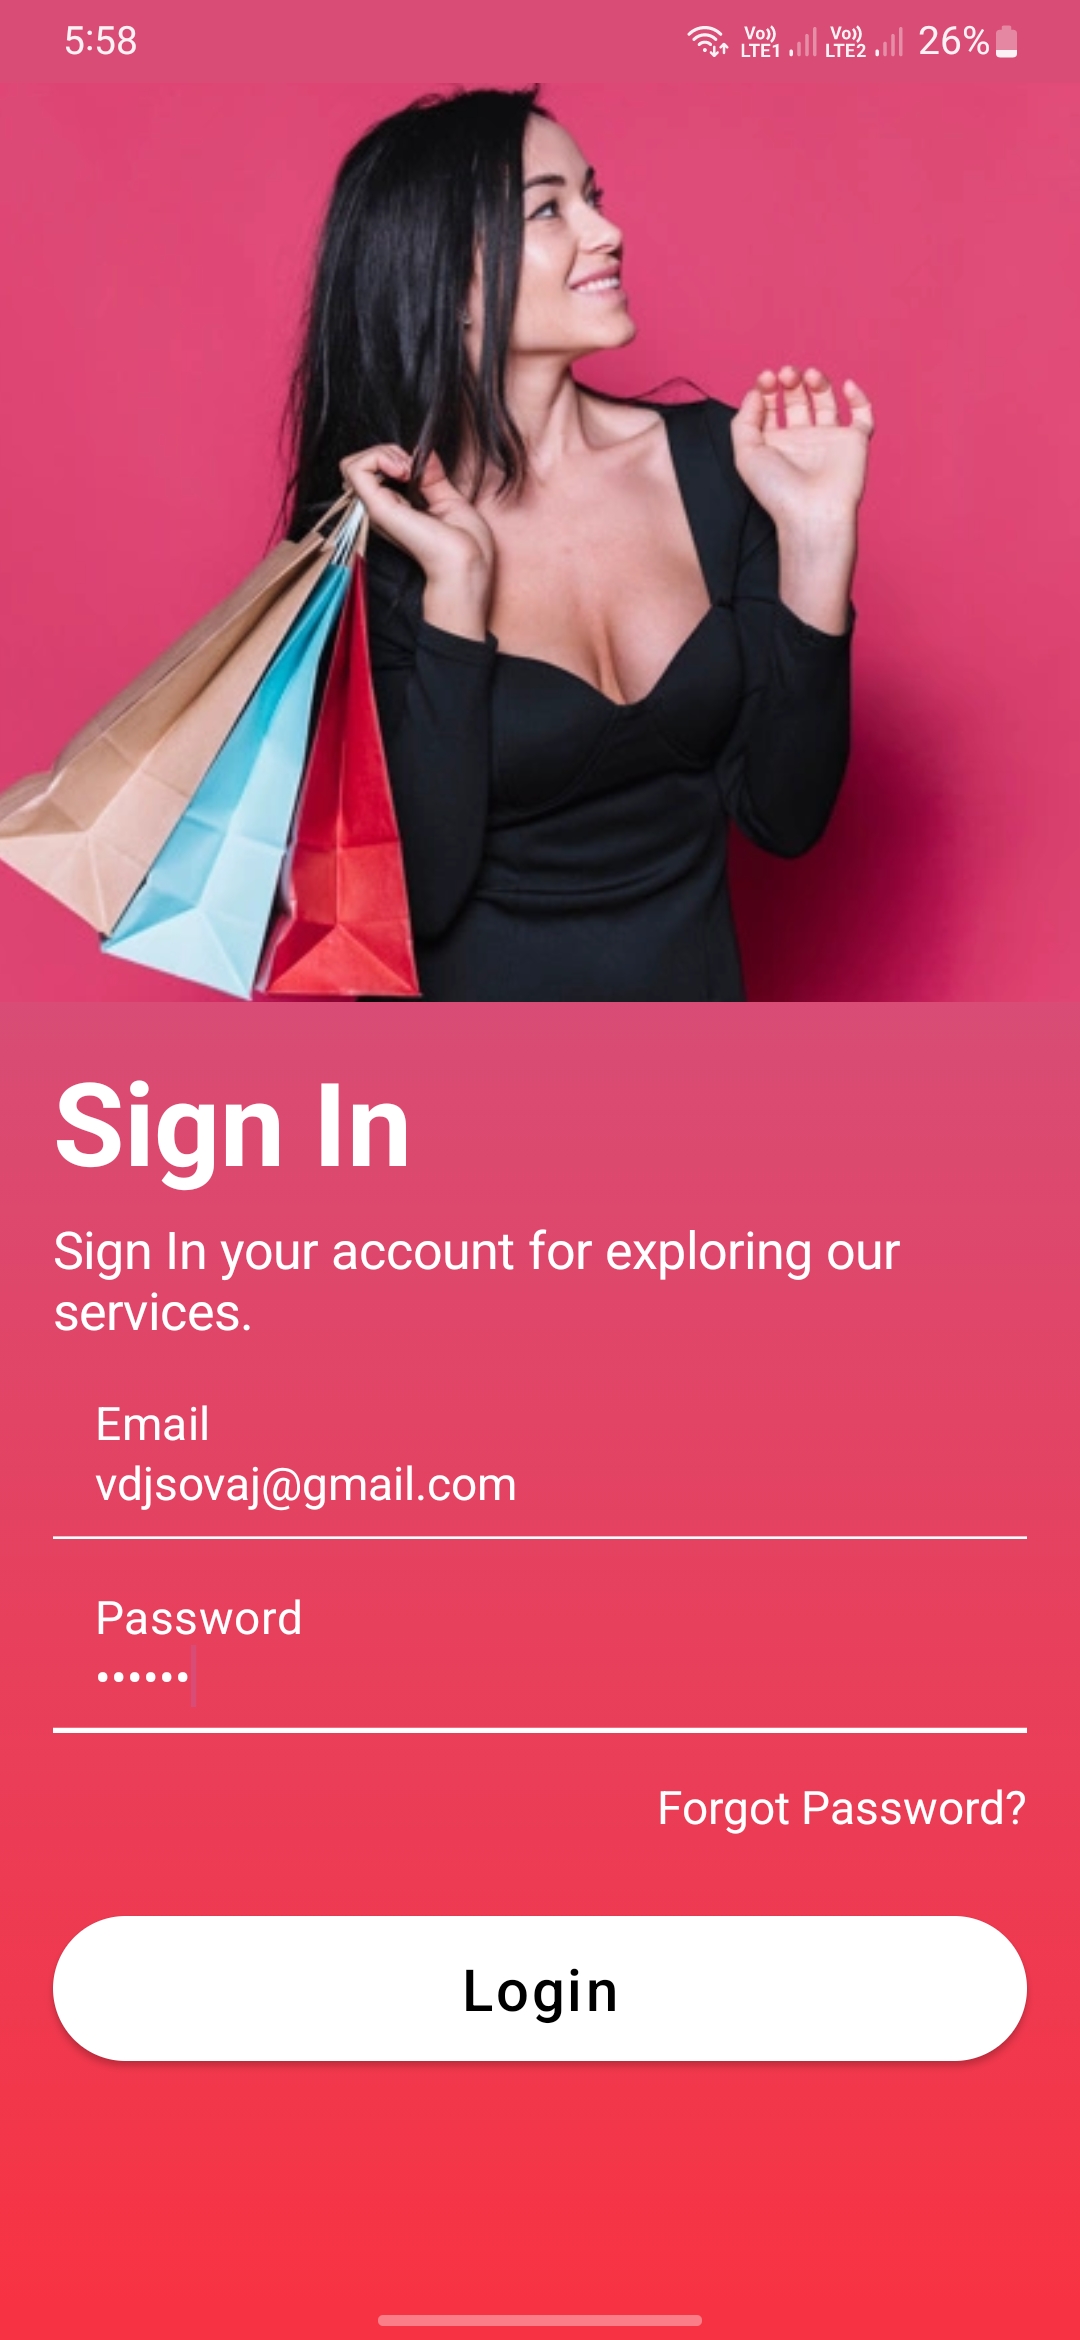 5:58
Vo)) LTE1 Vo)) LTE2 26%
Sign In
Sign In your account for exploring our
services.
Email
vdjsovaj@gmail.com
Password
••••••
Forgot Password?
Login